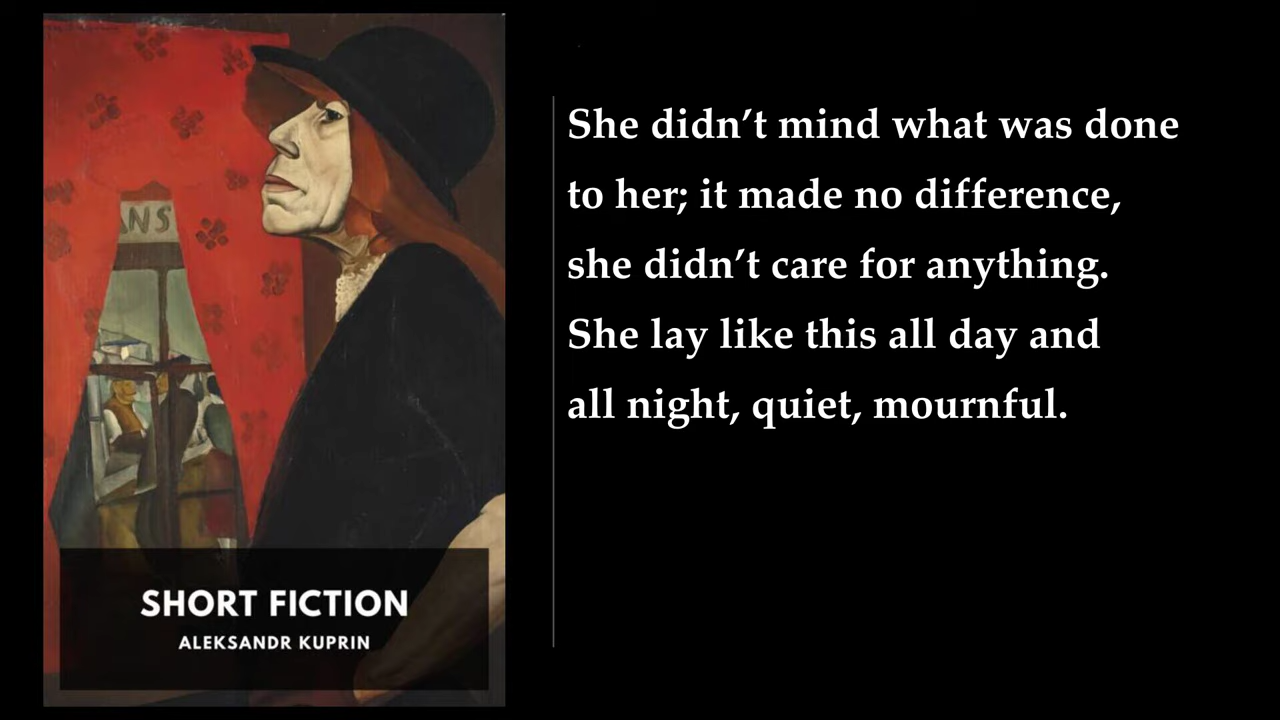 ANS
SHORT FICTION
ALEKSANDR KUPRIN
She didn’t mind what was done
to her; it made no difference,
she didn’t care for anything.
She lay like this all day and
all night, quiet, mournful.